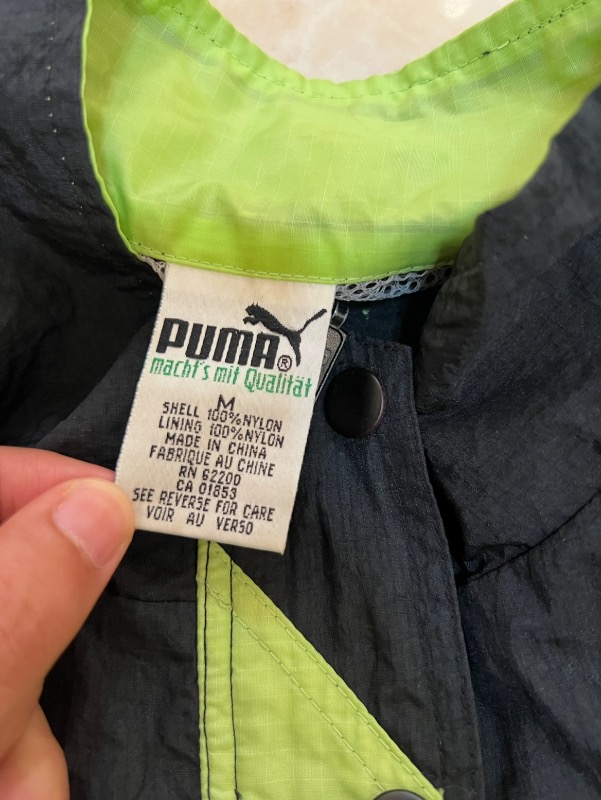 PUMA®
macht's mit Qualität
M
SHELL 100% NYLON
LINING 100% NYLON
MADE IN CHINA
FABRIQUE AU CHINE
RN 62200
CA 01853
SEE REVERSE FOR CARE
VOIR AU VERSO